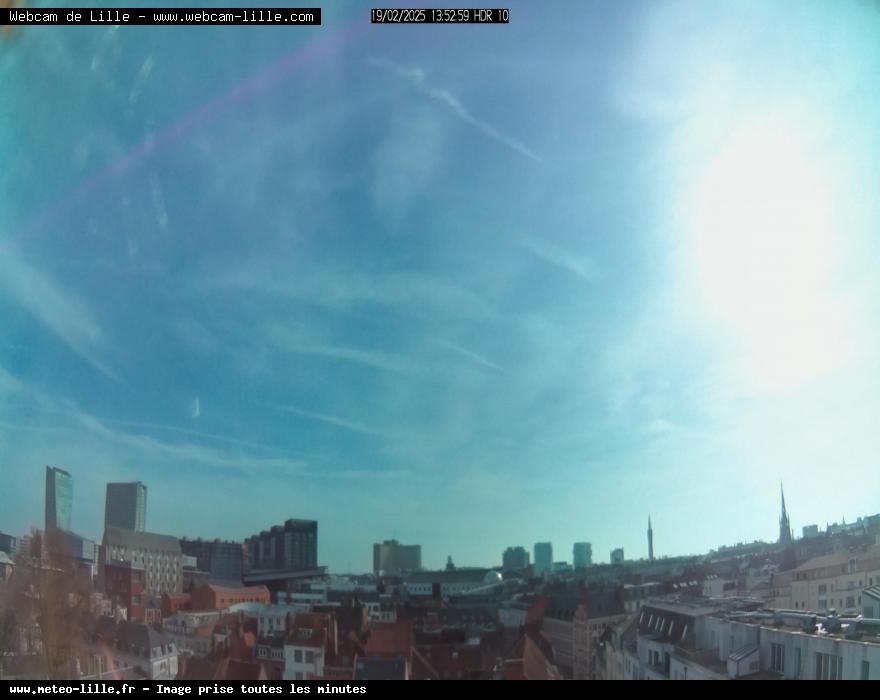 Webcam de Lille - www.webcam-lille.com
19/02/2025 13:52:59 HDR 10
www.meteo-lille.fr - Image prise toutes les minutes